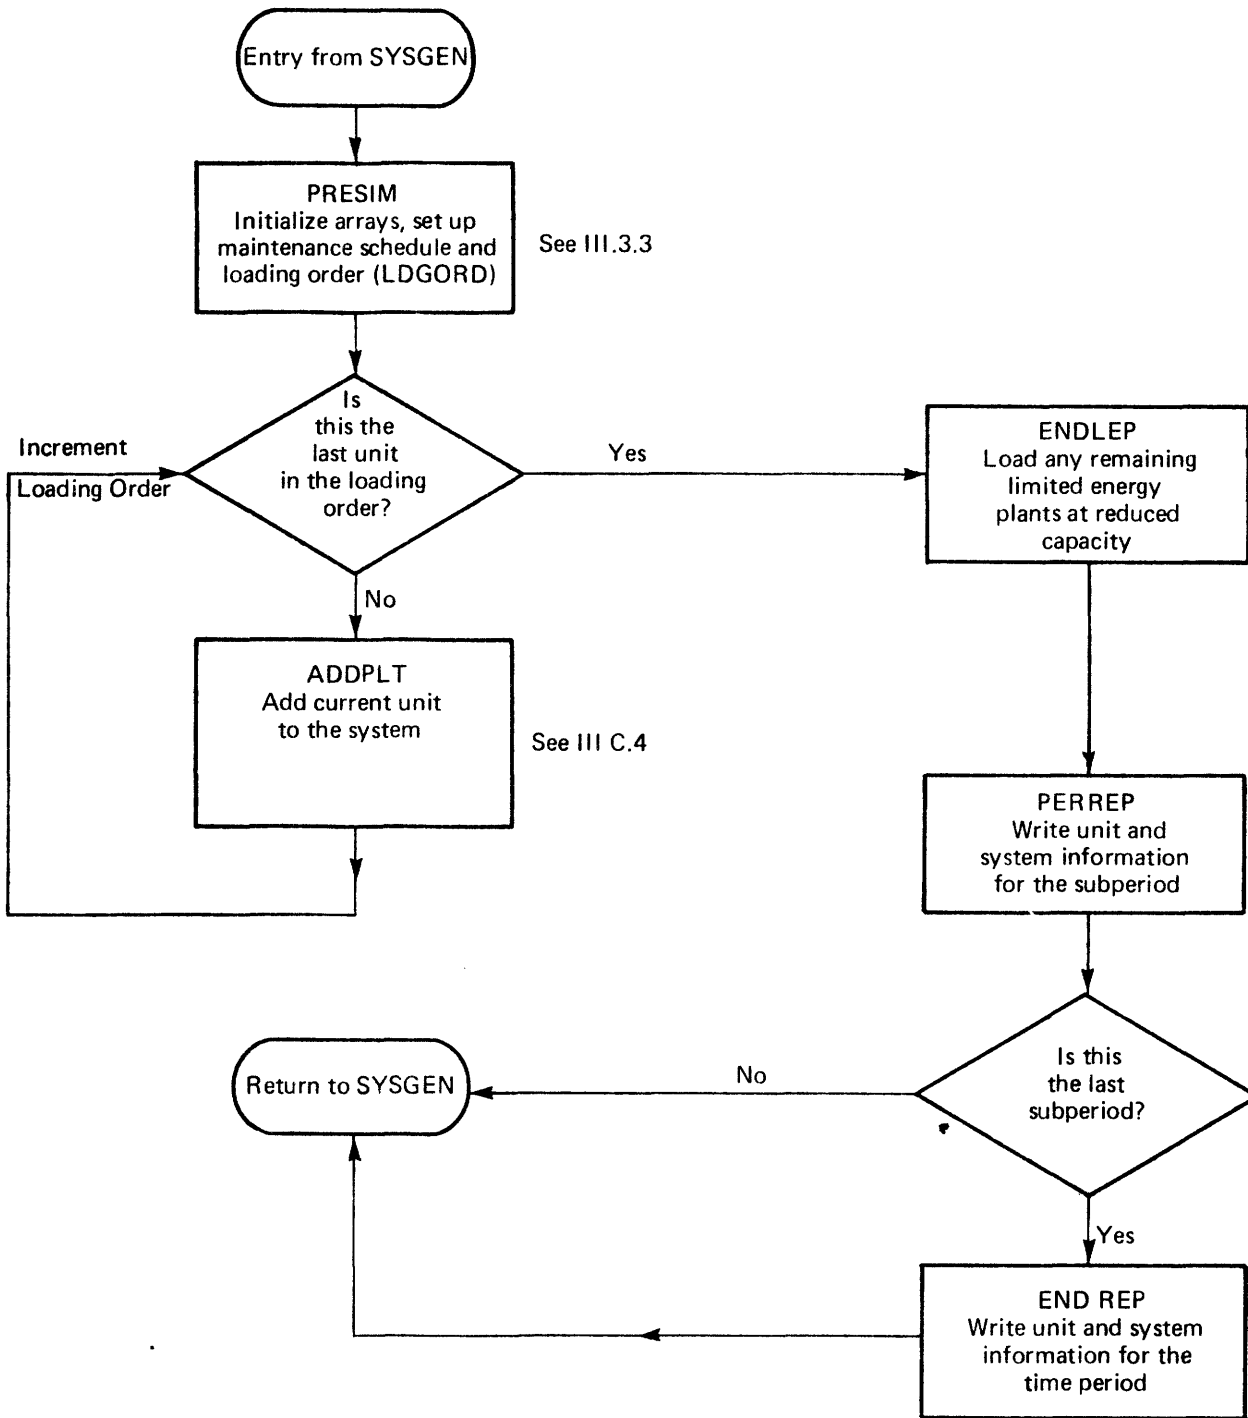 Entry from SYSGEN
PRESIM
Initialize arrays, set up
maintenance schedule and
loading order (LDGORD)
See III.3.3
Is
this the
last unit
in the loading
order?
Increment
Loading Order
Yes
No
ADDPLT
Add current unit
to the system
See III C.4
ENDLEP
Load any remaining
limited energy
plants at reduced
capacity
PERREP
Write unit and
system information
for the subperiod
Is this
the last
subperiod?
No
Return to SYSGEN
Yes
END REP
Write unit and system
information for the
time period